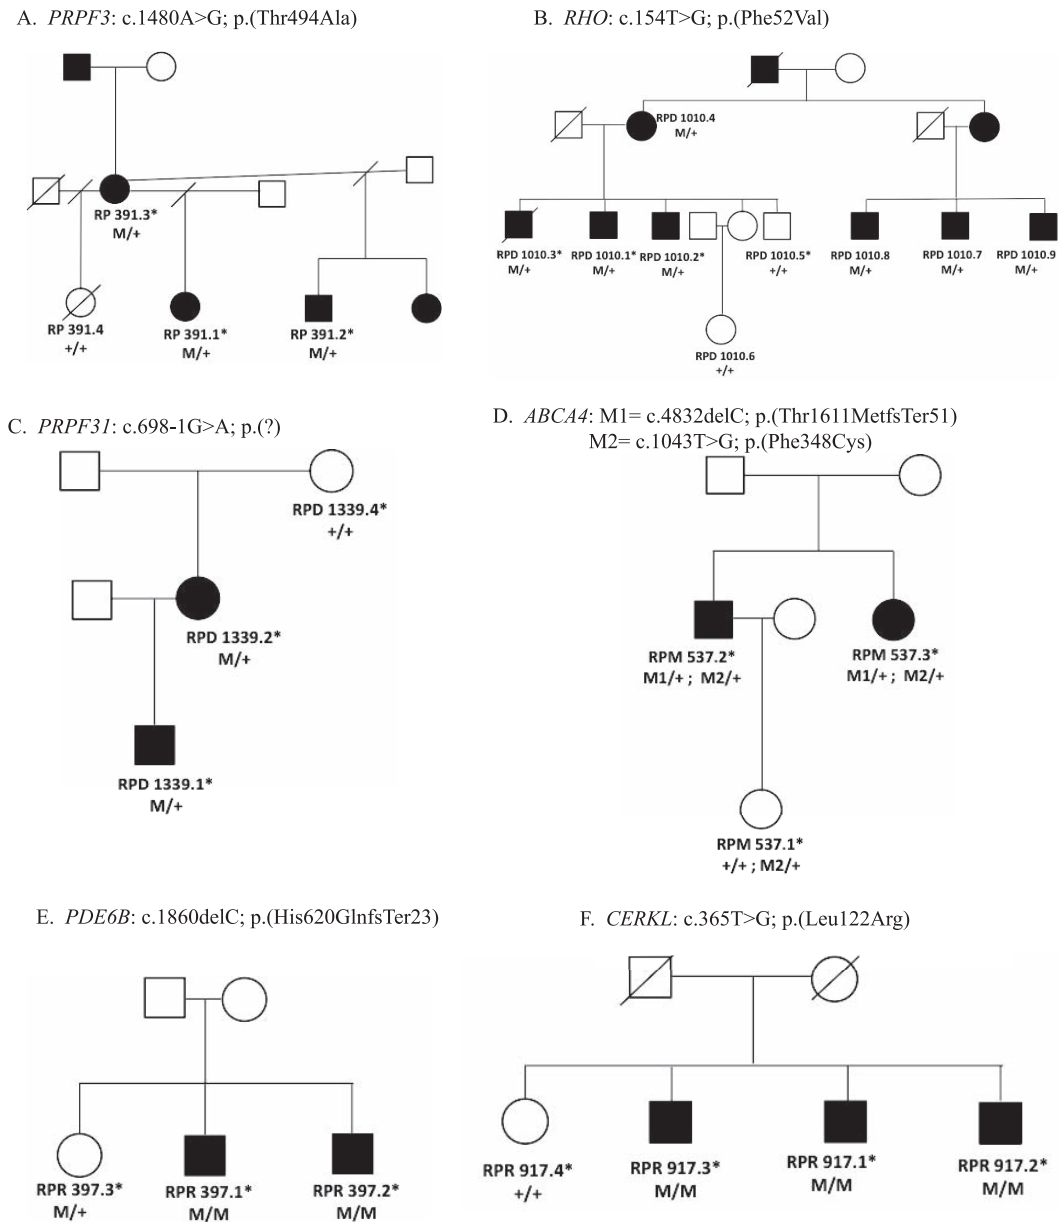 A. PRPF3: c.1480A>G; p.(Thr494Ala)
RP 391.3*
M/+
RP 391.4
+/+
RP 391.1*
M/+
RP 391.2*
M/+
B. RHO: c.154T>G; p.(Phe52Val)
RPD 1010.4
M/+
RPD 1010.3*
M/+
RPD 1010.1*
M/+
RPD 1010.2*
M/+
RPD 1010.5*
+/+
RPD 1010.8
M/+
RPD 1010.7
M/+
RPD 1010.9
M/+
RPD 1010.6
+/+
C. PRPF31: c.698-1G>A; p.(?)
RPD 1339.4*
+/+
RPD 1339.2*
M/+
RPD 1339.1*
M/+
D. ABCA4: M1= c.4832delC; p.(Thr1611MetfsTer51)
M2= c.1043T>G; p.(Phe348Cys)
RPM 537.2*
M1/+ ; M2/+
RPM 537.3*
M1/+ ; M2/+
RPM 537.1*
+/+ ; M2/+
E. PDE6B: c.1860delC; p.(His620GlnfsTer23)
RPR 397.3*
M/+
RPR 397.1*
M/M
RPR 397.2*
M/M
F. CERKL: c.365T>G; p.(Leu122Arg)
RPR 917.4*
+/+
RPR 917.3*
M/M
RPR 917.1*
M/M
RPR 917.2*
M/M